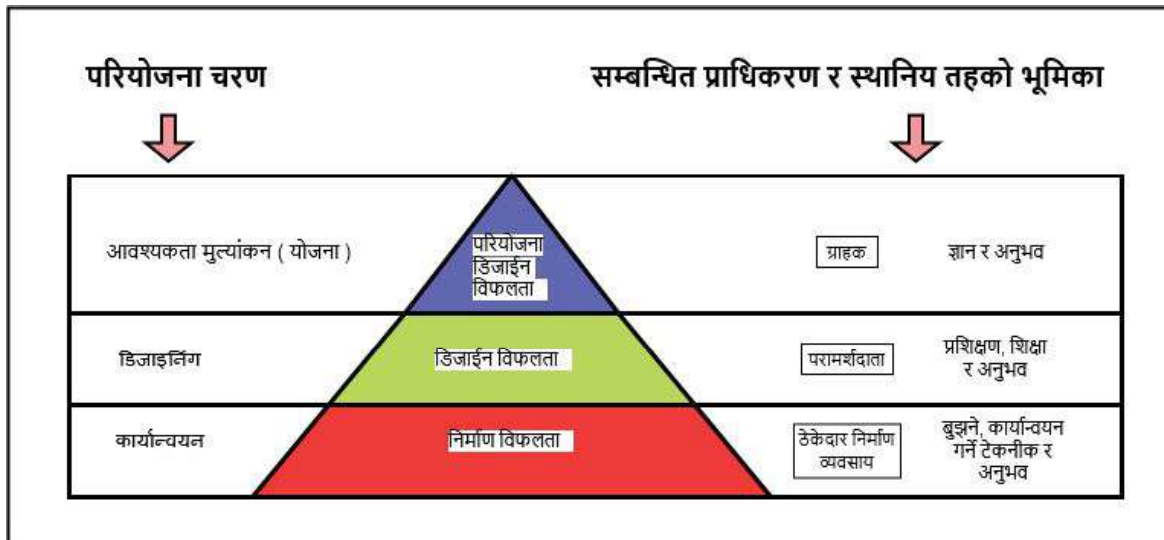 परियोजना चरण
सम्बन्धित प्राधिकरण र स्थानिय तहको भूमिका
आवश्यकता मुल्यांकन ( योजना )
परियोजना
डिजाईन
विफलता
ग्राहक
ज्ञान र अनुभव
डिजाइनिंग
डिजाईन विफलता
परामर्शदाता
प्रशिक्षण, शिक्षा
र अनुभव
कार्यान्वयन
निर्माण विफलता
ठेकेदार निर्माण
व्यवसाय
बुझने, कार्यान्वयन
गर्ने टेकनीक र
अनुभव